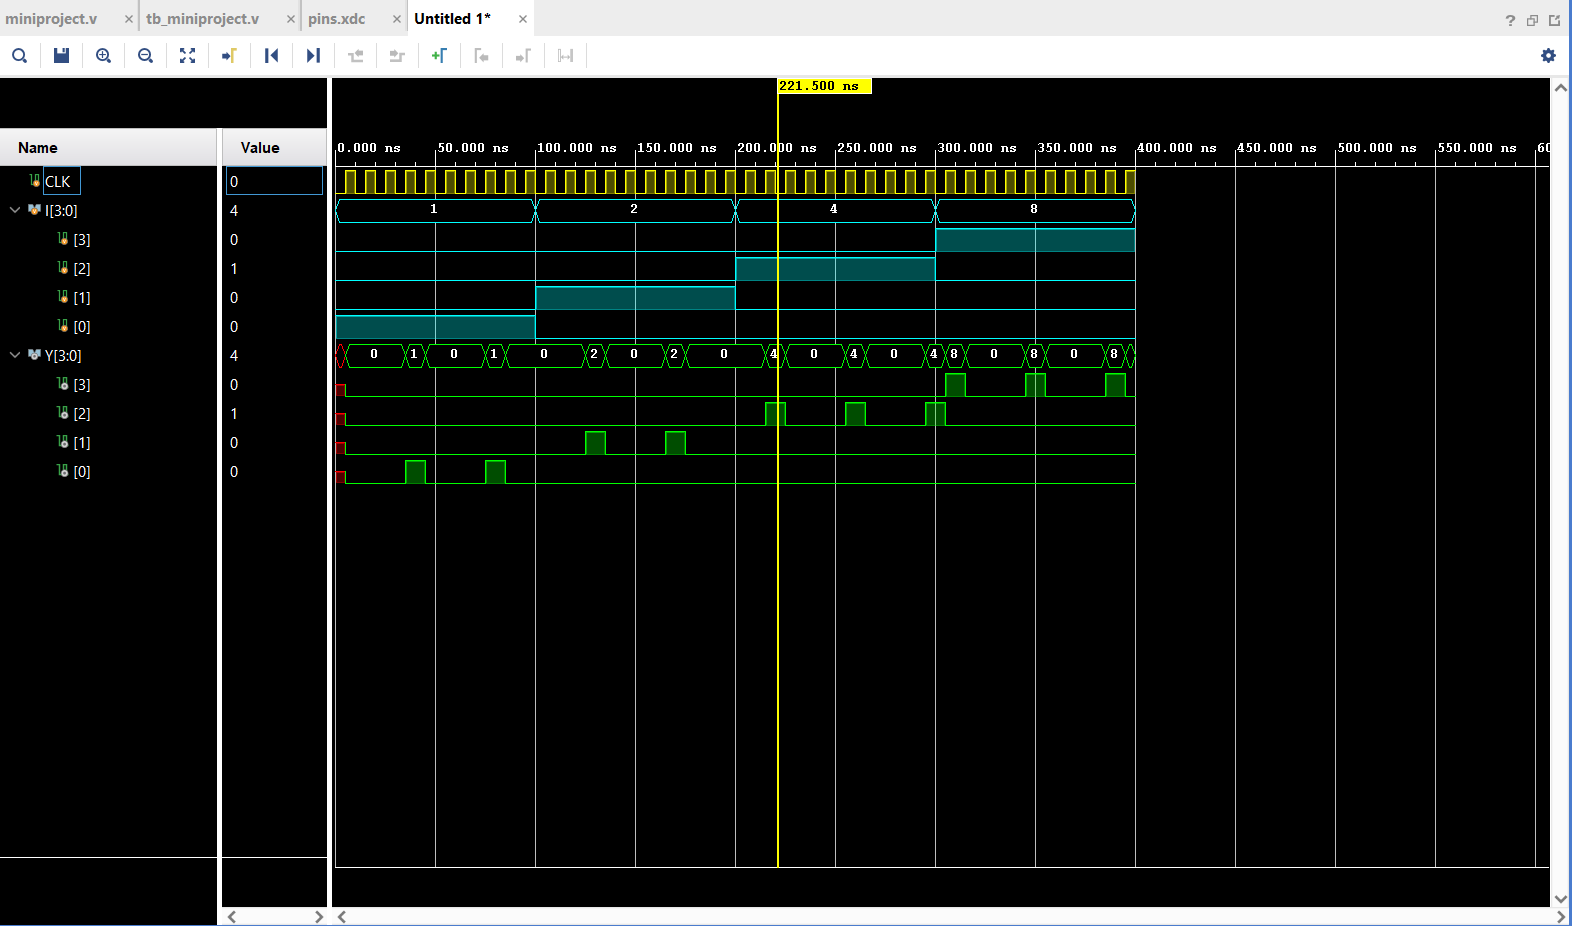 miniproject.v × tb_miniproject.v × pins.xdc × Untitled 1* ×
?
221.500 ns
Name Value
0.000 ns 50.000 ns 100.000 ns 150.000 ns 200.000 ns 250.000 ns 300.000 ns 350.000 ns 400.000 ns 450.000 ns 500.000 ns 550.000 ns 60
CLK 0
I[3:0] 4 1 2 4 8
[3] 0
[2] 1
[1] 0
[0] 0
Y[3:0] 4 0 1 0 1 0 2 0 2 0 4 0 4 0 4 8 0 8 0 8
[3] 0
[2] 1
[1] 0
[0] 0